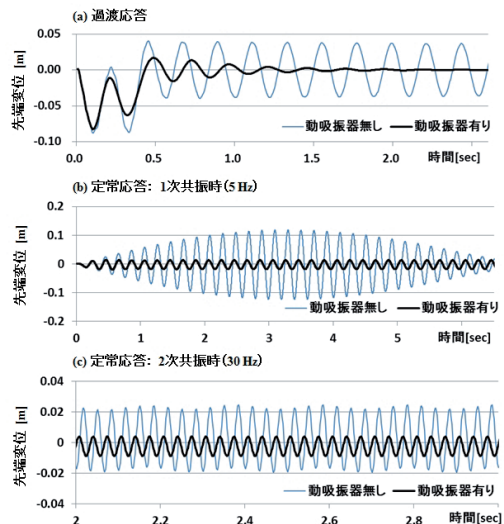 (a) 過渡応答
0.05
0.00
-0.05
-0.10
先端変位 [m]
動吸振器無し 動吸振器有り
0.0 0.5 1.0 1.5 2.0 時間[sec]
(b) 定常応答: 1次共振時(5 Hz)
0.2
0.1
0
-0.1
-0.2
先端変位 [m]
動吸振器無し 動吸振器有り
0 1 2 3 4 5 時間[sec]
(c) 定常応答: 2次共振時(30 Hz)
0.04
0.02
0
-0.02
-0.04
先端変位 [m]
動吸振器無し 動吸振器有り
2 2.2 2.4 2.6 2.8 時間[sec]